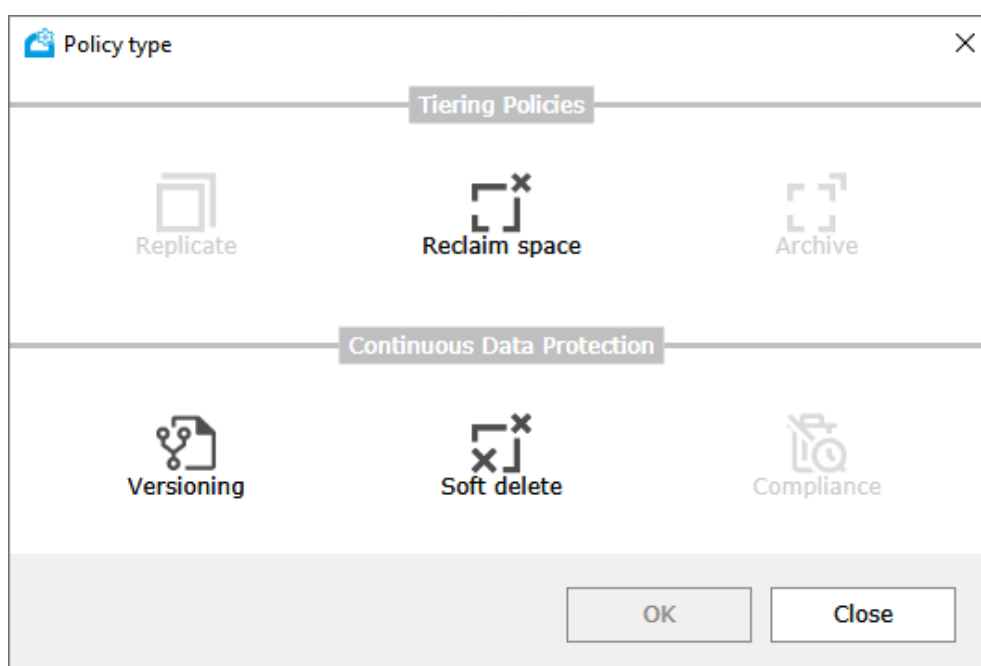 Policy type
Tiering Policies
Replicate
Reclaim space
Archive
Continuous Data Protection
Versioning
Soft delete
Compliance
OK
Close